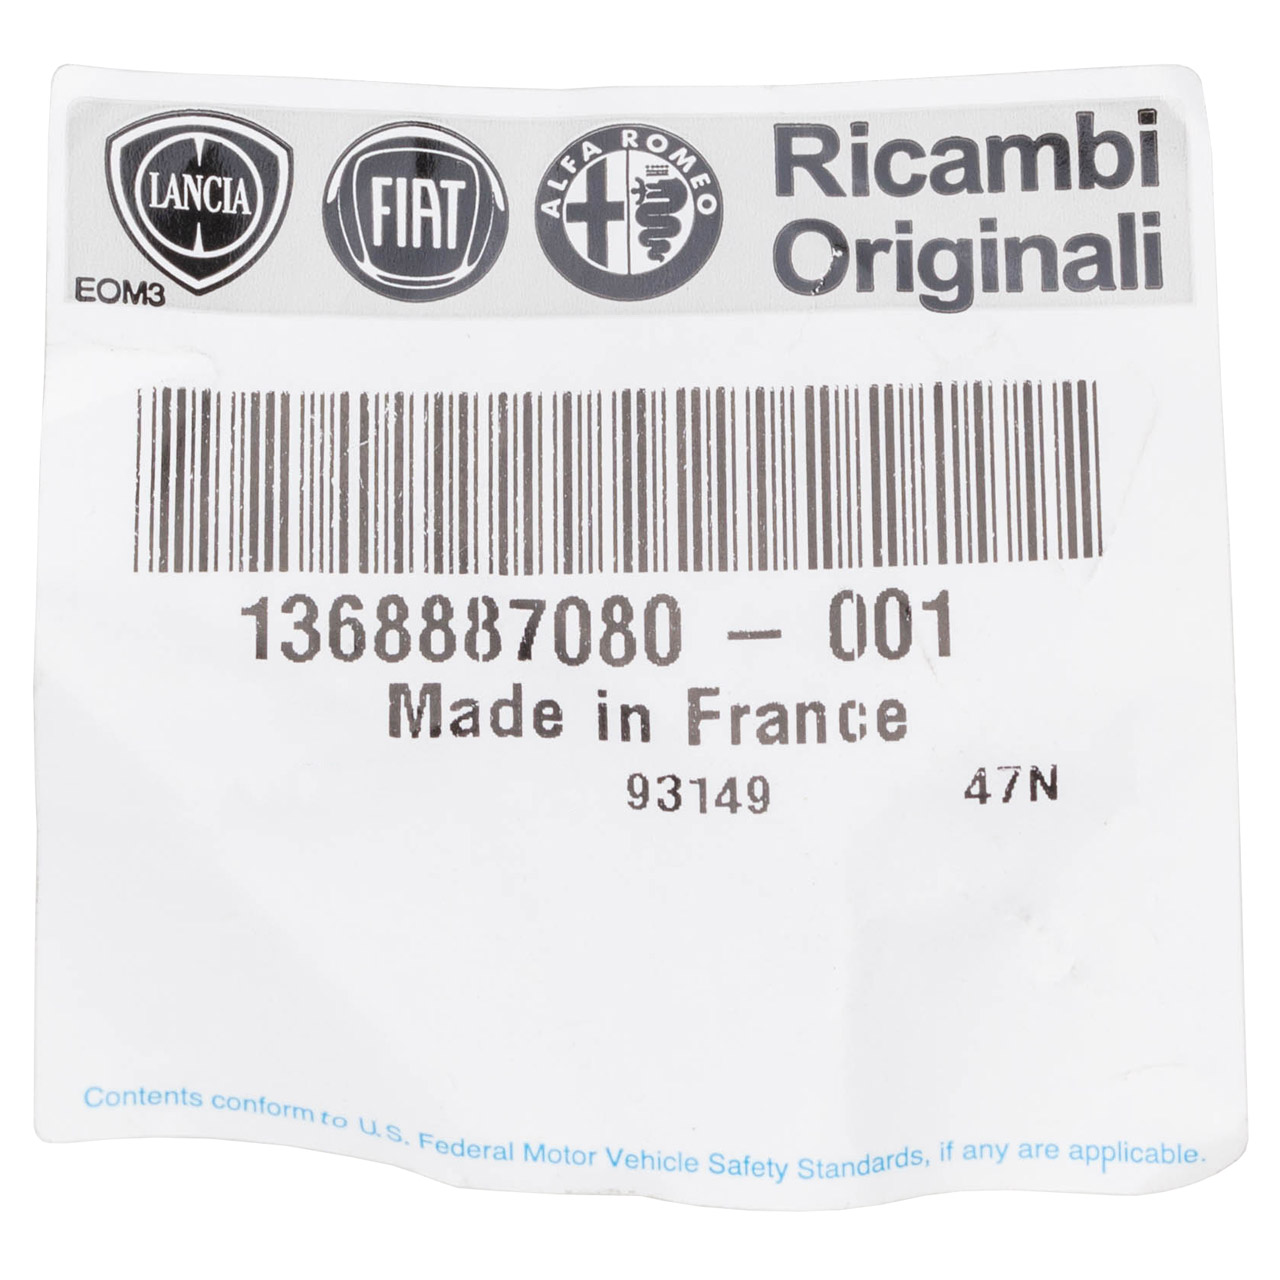 LANCIA
FIAT
ALFA ROMEO
Ricambi
Originali
EOM3
1368887080 – 001
Made in France
93149 47N
Contents conform to U.S. Federal Motor Vehicle Safety Standards, if any are applicable.